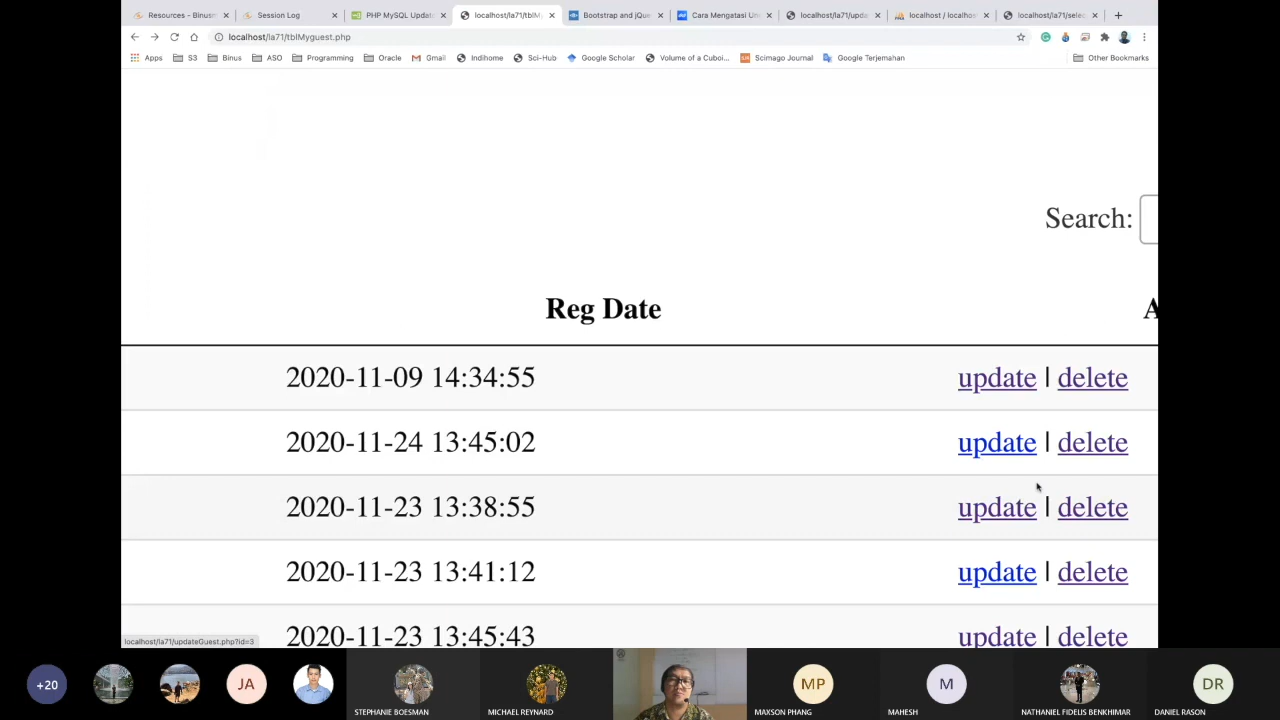 Resources - Binusm
Session Log
PHP MySQL Update
localhost/la71/tblMy
Bootstrap and jQue
Cara Mengatasi Un
localhost/la71/upda
localhost / localhos
localhost/la71/sele
localhost/la71/tblMyguest.php
Apps
S3
Binus
ASO
Programming
Oracle
Gmail
Indihome
Sci-Hub
Google Scholar
Volume of a Cuboi...
Scimago Journal
Google Terjemahan
Other Bookmarks
Search:
Reg Date A
2020-11-09 14:34:55 update | delete
2020-11-24 13:45:02 update | delete
2020-11-23 13:38:55 update | delete
2020-11-23 13:41:12 update | delete
2020-11-23 13:45:43 update | delete
localhost/la71/updateGuest.php?id=3
+20
JA
MP
M
DR
STEPHANIE BOESMAN
MICHAEL REYNARD
MAXSON PHANG
MAHESH
NATHANIEL FIDELIS BENKHIMAR
DANIEL RASON